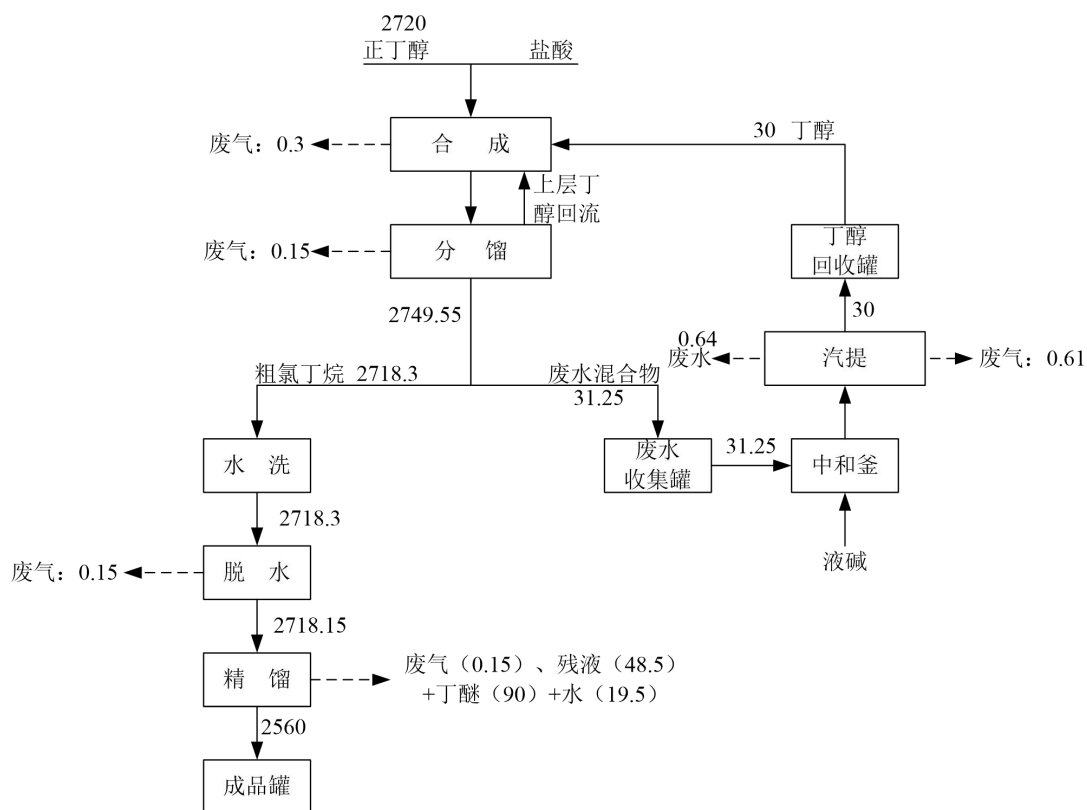 2720
正丁醇 盐酸
废气：0.3
合 成
30 丁醇
上层丁
醇回流
废气：0.15
分 馏
丁醇
回收罐
2749.55
30
0.64
废水
汽提
废气：0.61
粗氯丁烷 2718.3
废水混合物
31.25
水 洗
废水
收集罐
31.25
中和釜
2718.3
液碱
废气：0.15
脱 水
2718.15
精 馏
废气（0.15）、残液（48.5）
+丁醚（90）+水（19.5）
2560
成品罐